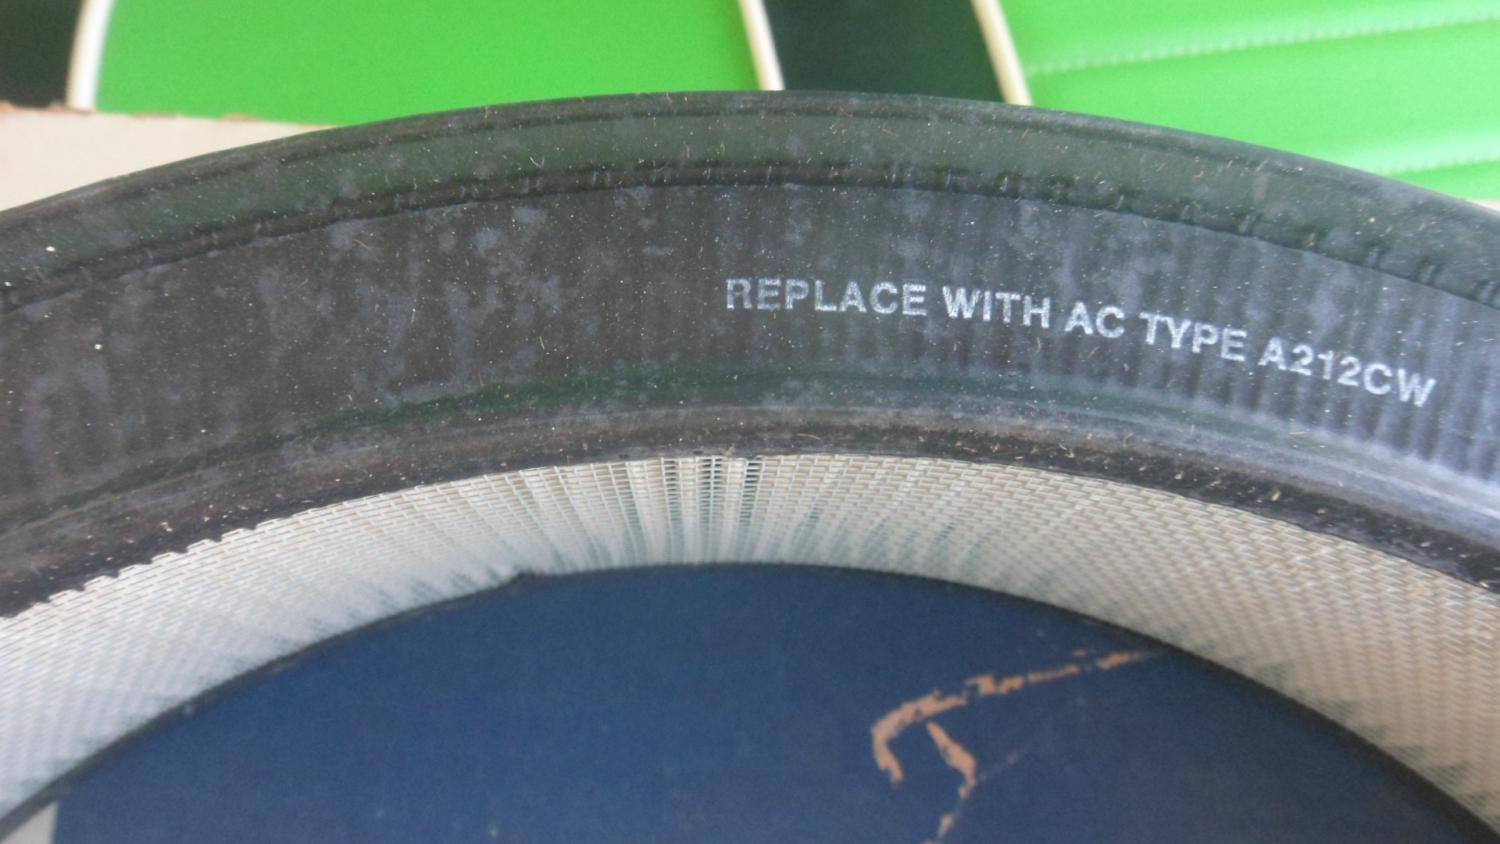 REPLACE WITH AC TYPE A212CW